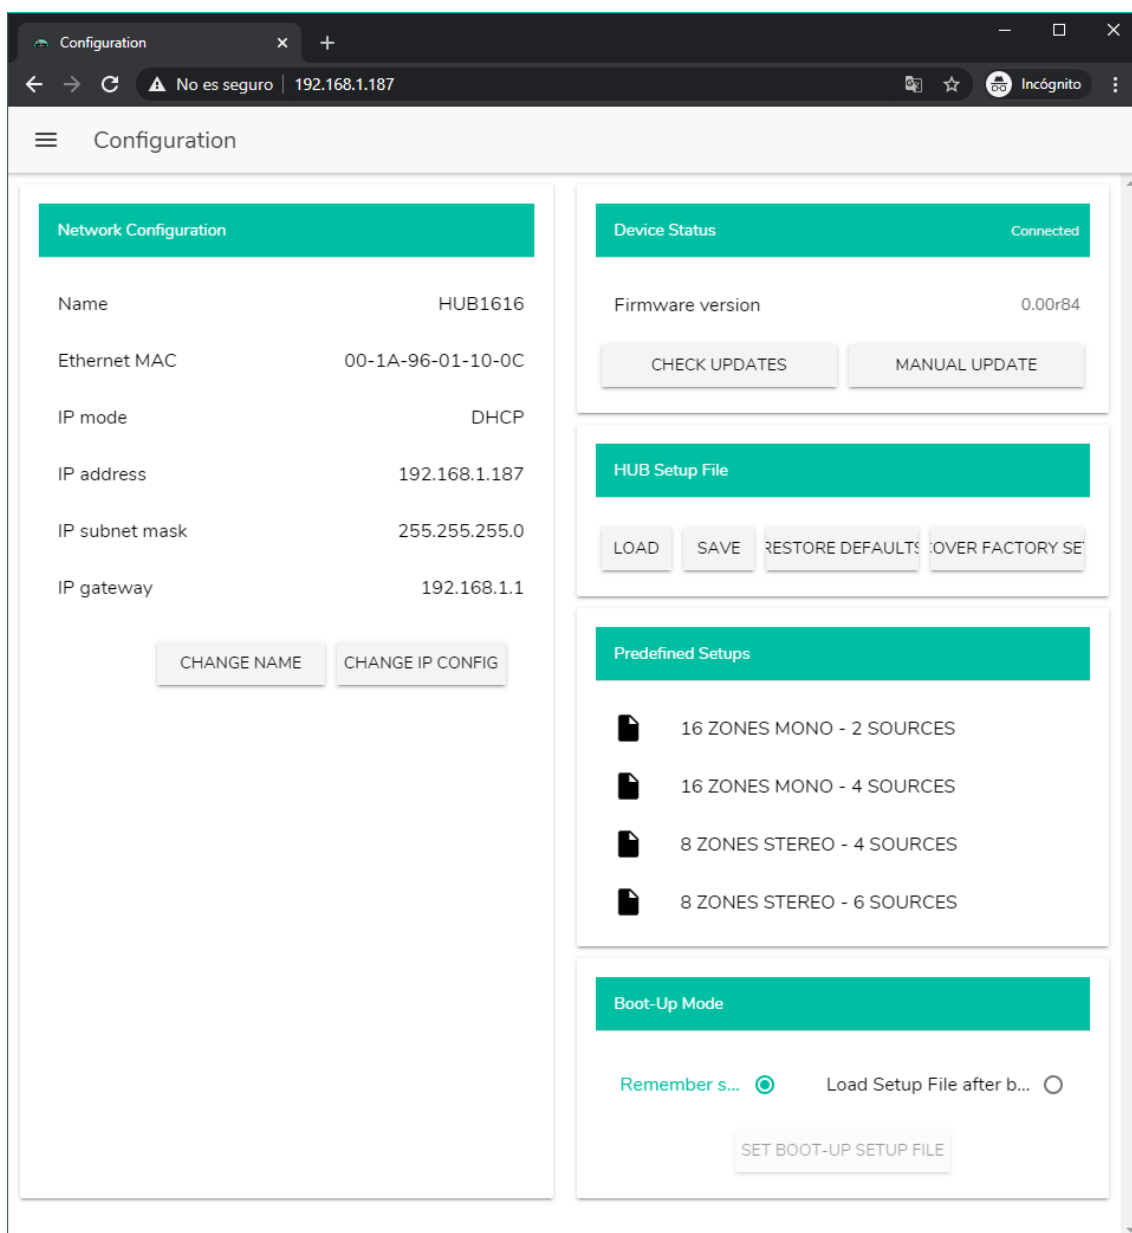 Configuration
No es seguro | 192.168.1.187
Incógnito
Configuration
Network Configuration
Name HUB1616
Ethernet MAC 00-1A-96-01-10-0C
IP mode DHCP
IP address 192.168.1.187
IP subnet mask 255.255.255.0
IP gateway 192.168.1.1
CHANGE NAME CHANGE IP CONFIG
Device Status Connected
Firmware version 0.00r84
CHECK UPDATES MANUAL UPDATE
HUB Setup File
LOAD SAVE RESTORE DEFAULTS COVER FACTORY SE
Predefined Setups
16 ZONES MONO - 2 SOURCES
16 ZONES MONO - 4 SOURCES
8 ZONES STEREO - 4 SOURCES
8 ZONES STEREO - 6 SOURCES
Boot-Up Mode
Remember s... Load Setup File after b...
SET BOOT-UP SETUP FILE